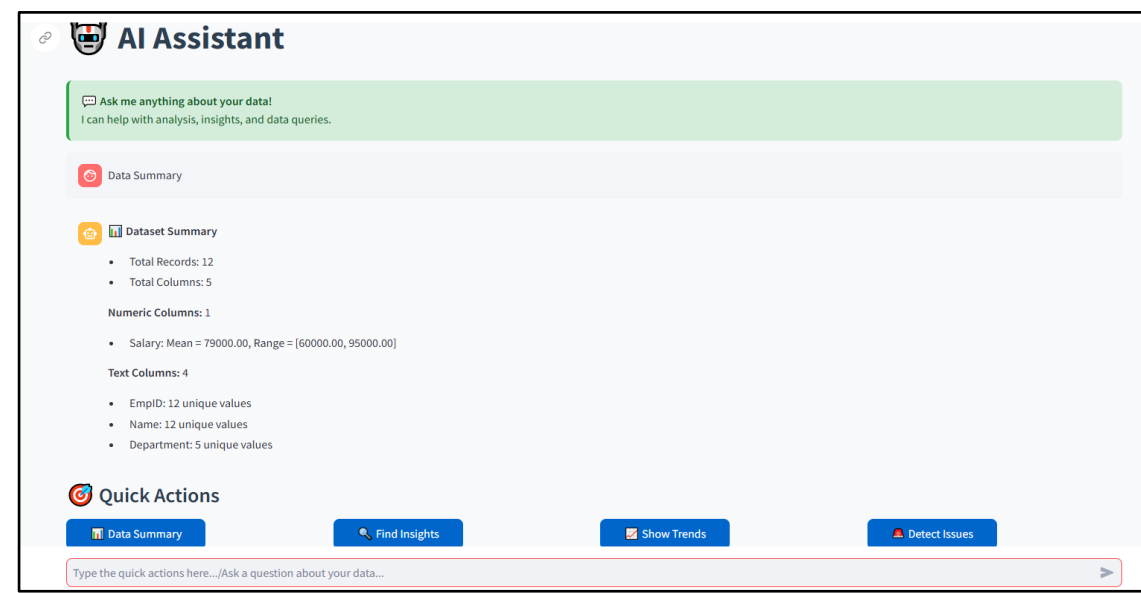 AI Assistant
Ask me anything about your data!
I can help with analysis, insights, and data queries.
Data Summary
Dataset Summary
• Total Records: 12
• Total Columns: 5
Numeric Columns: 1
• Salary: Mean = 79000.00, Range = [60000.00, 95000.00]
Text Columns: 4
• EmpID: 12 unique values
• Name: 12 unique values
• Department: 5 unique values
Quick Actions
Data Summary
Find Insights
Show Trends
Detect Issues
Type the quick actions here.../Ask a question about your data...